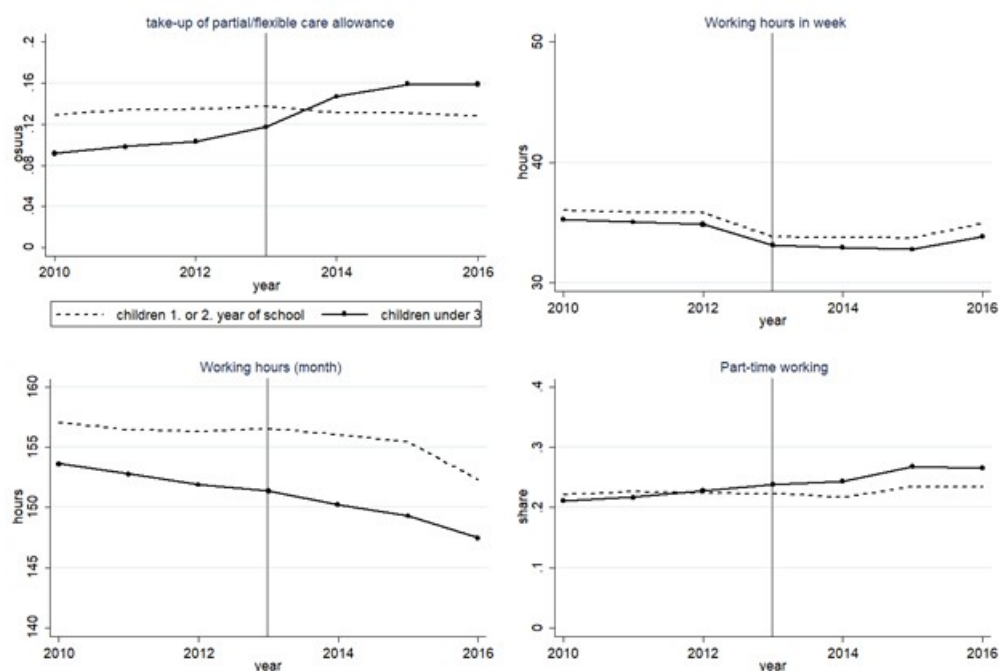 take-up of partial/flexible care allowance
.2
.16
.12
.08
.04
0
osuus
2010 2012 2014 2016
year
children 1. or 2. year of school children under 3
Working hours in week
50
40
30
hours
2010 2012 2014 2016
year
Working hours (month)
160
155
150
145
140
hours
2010 2012 2014 2016
year
Part-time working
.4
.3
.2
.1
0
share
2010 2012 2014 2016
year